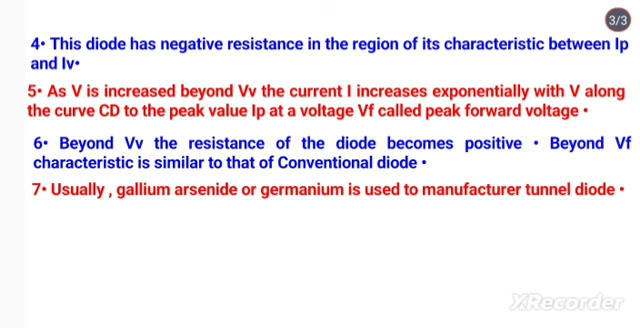 3/3
4• This diode has negative resistance in the region of its characteristic between Ip
and Iv•
5• As V is increased beyond Vv the current I increases exponentially with V along
the curve CD to the peak value Ip at a voltage Vf called peak forward voltage •
6• Beyond Vv the resistance of the diode becomes positive • Beyond Vf
characteristic is similar to that of Conventional diode •
7• Usually , gallium arsenide or germanium is used to manufacturer tunnel diode •
XRecorder